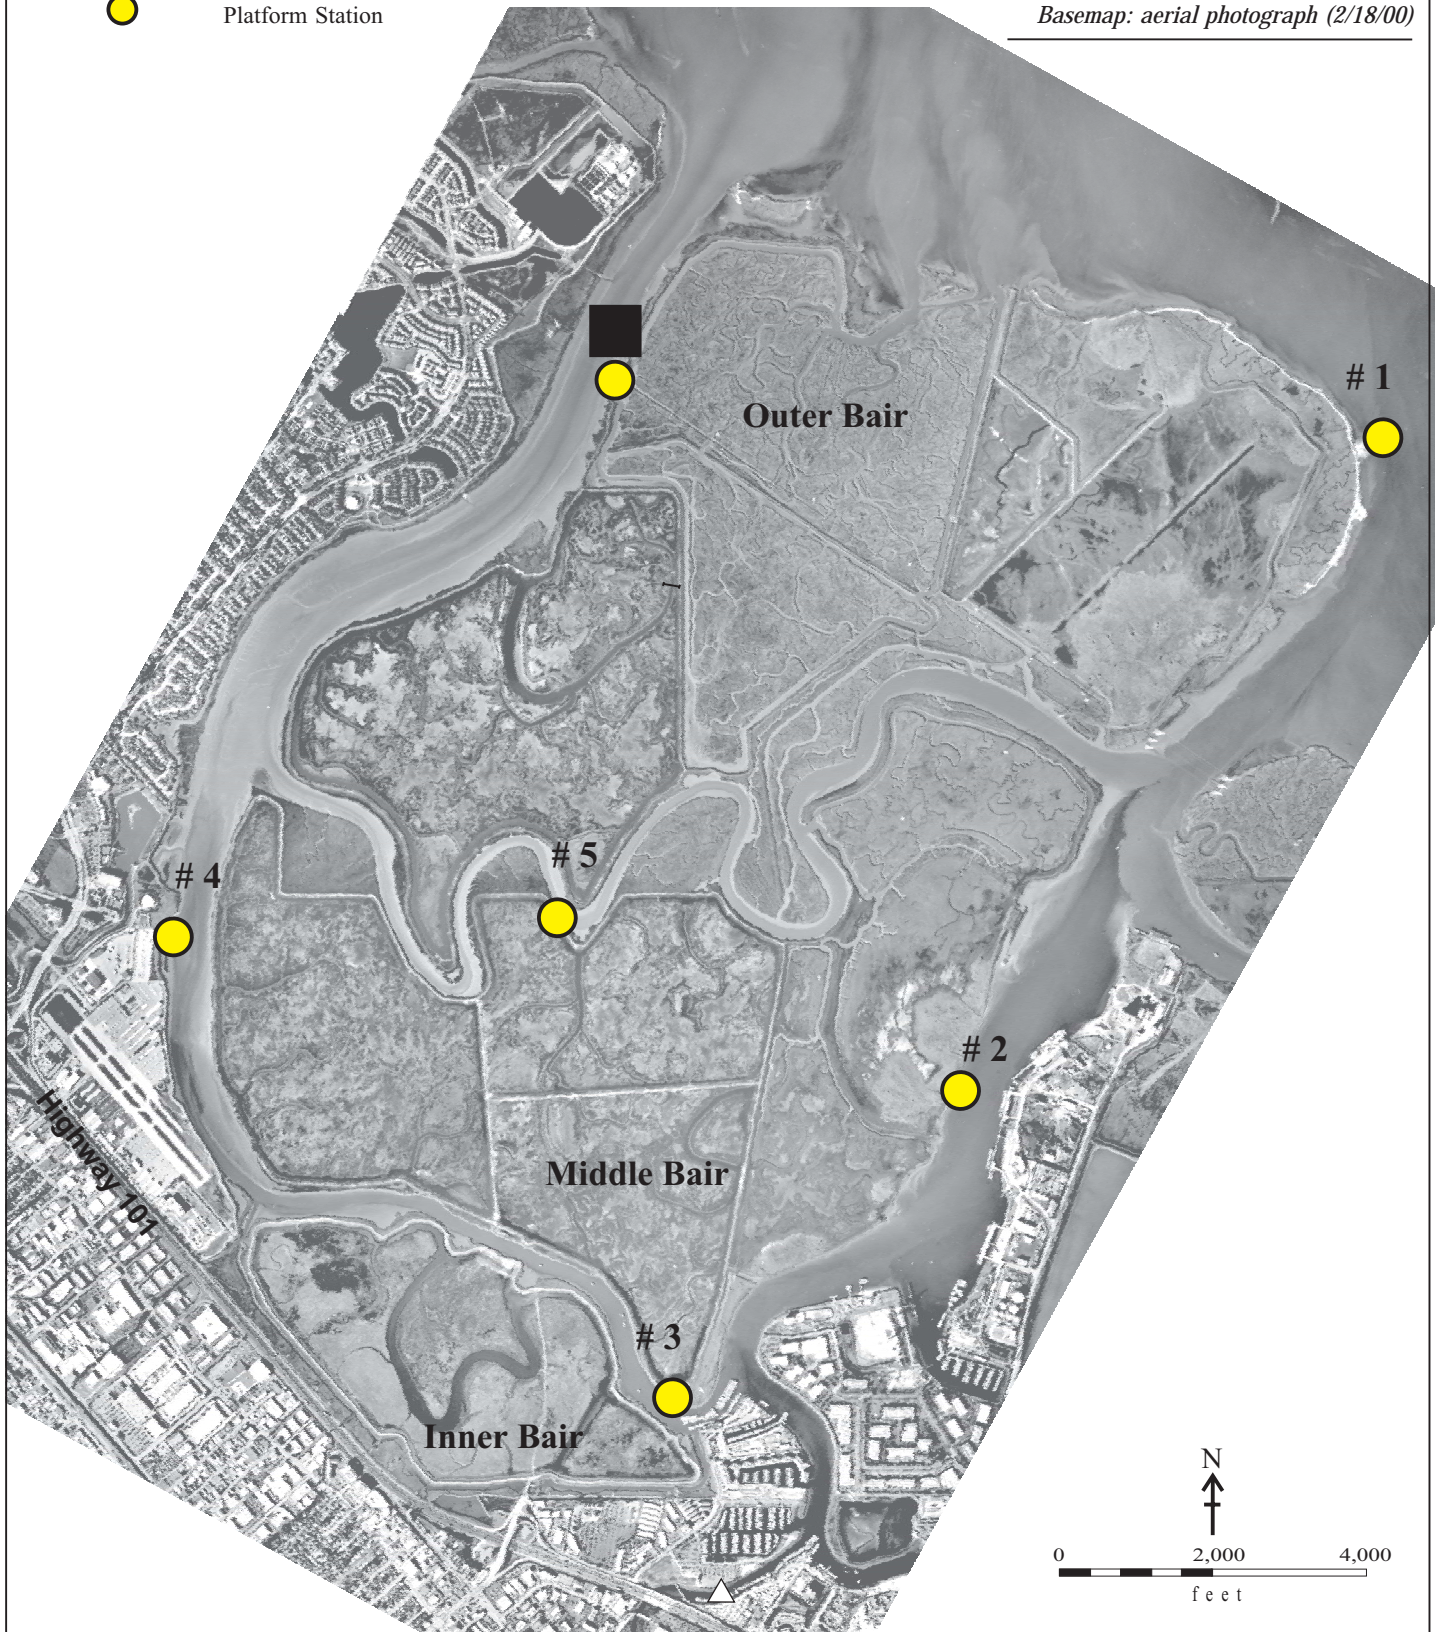 Platform Station
Basemap: aerial photograph (2/18/00)
# 1
Outer Bair
# 5
# 4
# 2
Highway 101
Middle Bair
# 3
Inner Bair
N
0 2,000 4,000
feet